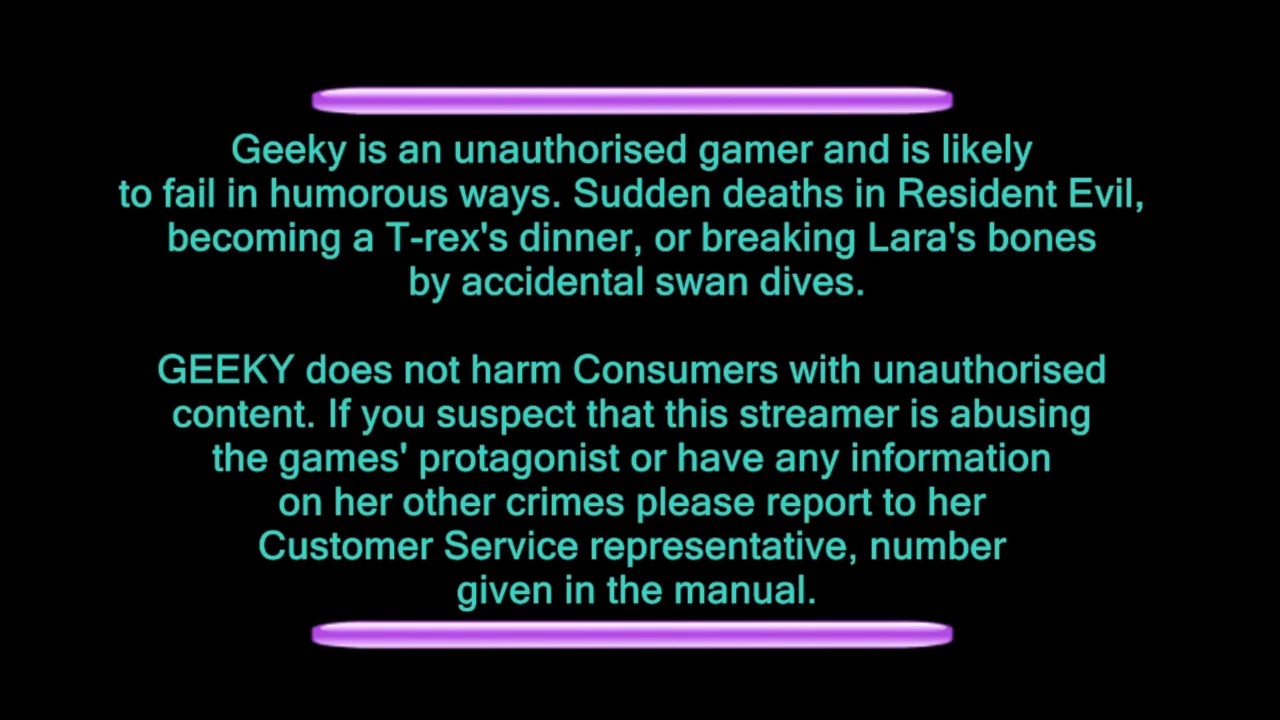 Geeky is an unauthorised gamer and is likely
to fail in humorous ways. Sudden deaths in Resident Evil,
becoming a T-rex's dinner, or breaking Lara's bones
by accidental swan dives.
GEEKY does not harm Consumers with unauthorised
content. If you suspect that this streamer is abusing
the games' protagonist or have any information
on her other crimes please report to her
Customer Service representative, number
given in the manual.